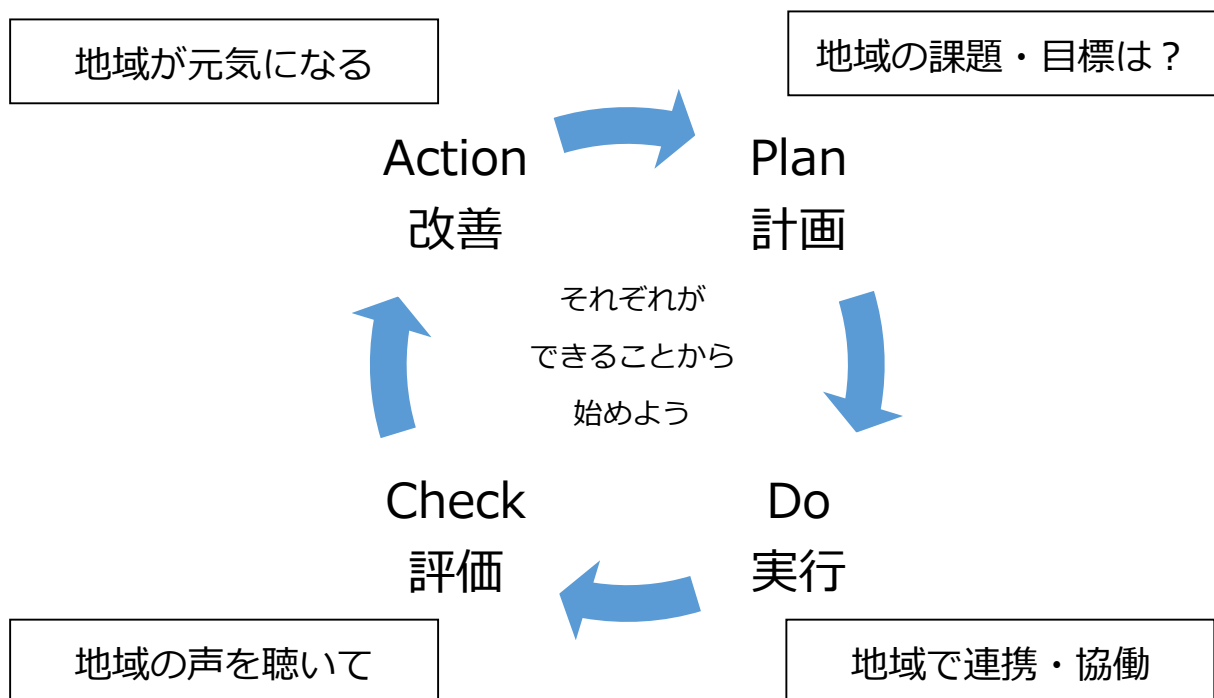 地域が元気になる
地域の課題・目標は？
Action
改善
Plan
計画
それぞれが
できることから
始めよう
Check
評価
Do
実行
地域の声を聴いて
地域で連携・協働